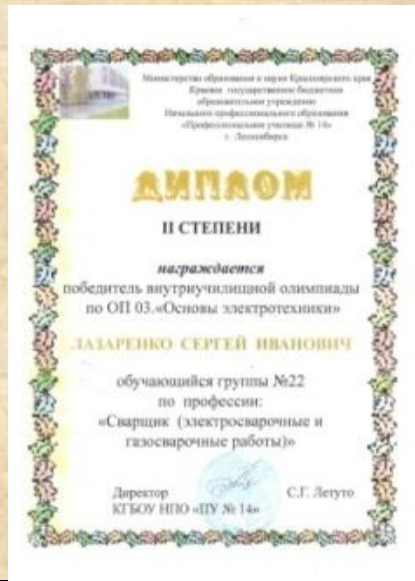 Министерство образования и науки Красноярского края
Краевое государственное бюджетное
образовательное учреждение
Начального профессионального образования
«Профессиональное училище № 14»
г. Лесосибирск
ДИПЛОМ
II СТЕПЕНИ
награждается
победитель внутриучилищной олимпиады
по ОП 03.«Основы электротехники»
ЛАЗАРЕНКО СЕРГЕЙ ИВАНОВИЧ
обучающийся группы №22
по профессии:
«Сварщик (электросварочные и
газосварочные работы)»
Директор С.Г. Летуто
КГБОУ НПО «ПУ № 14»